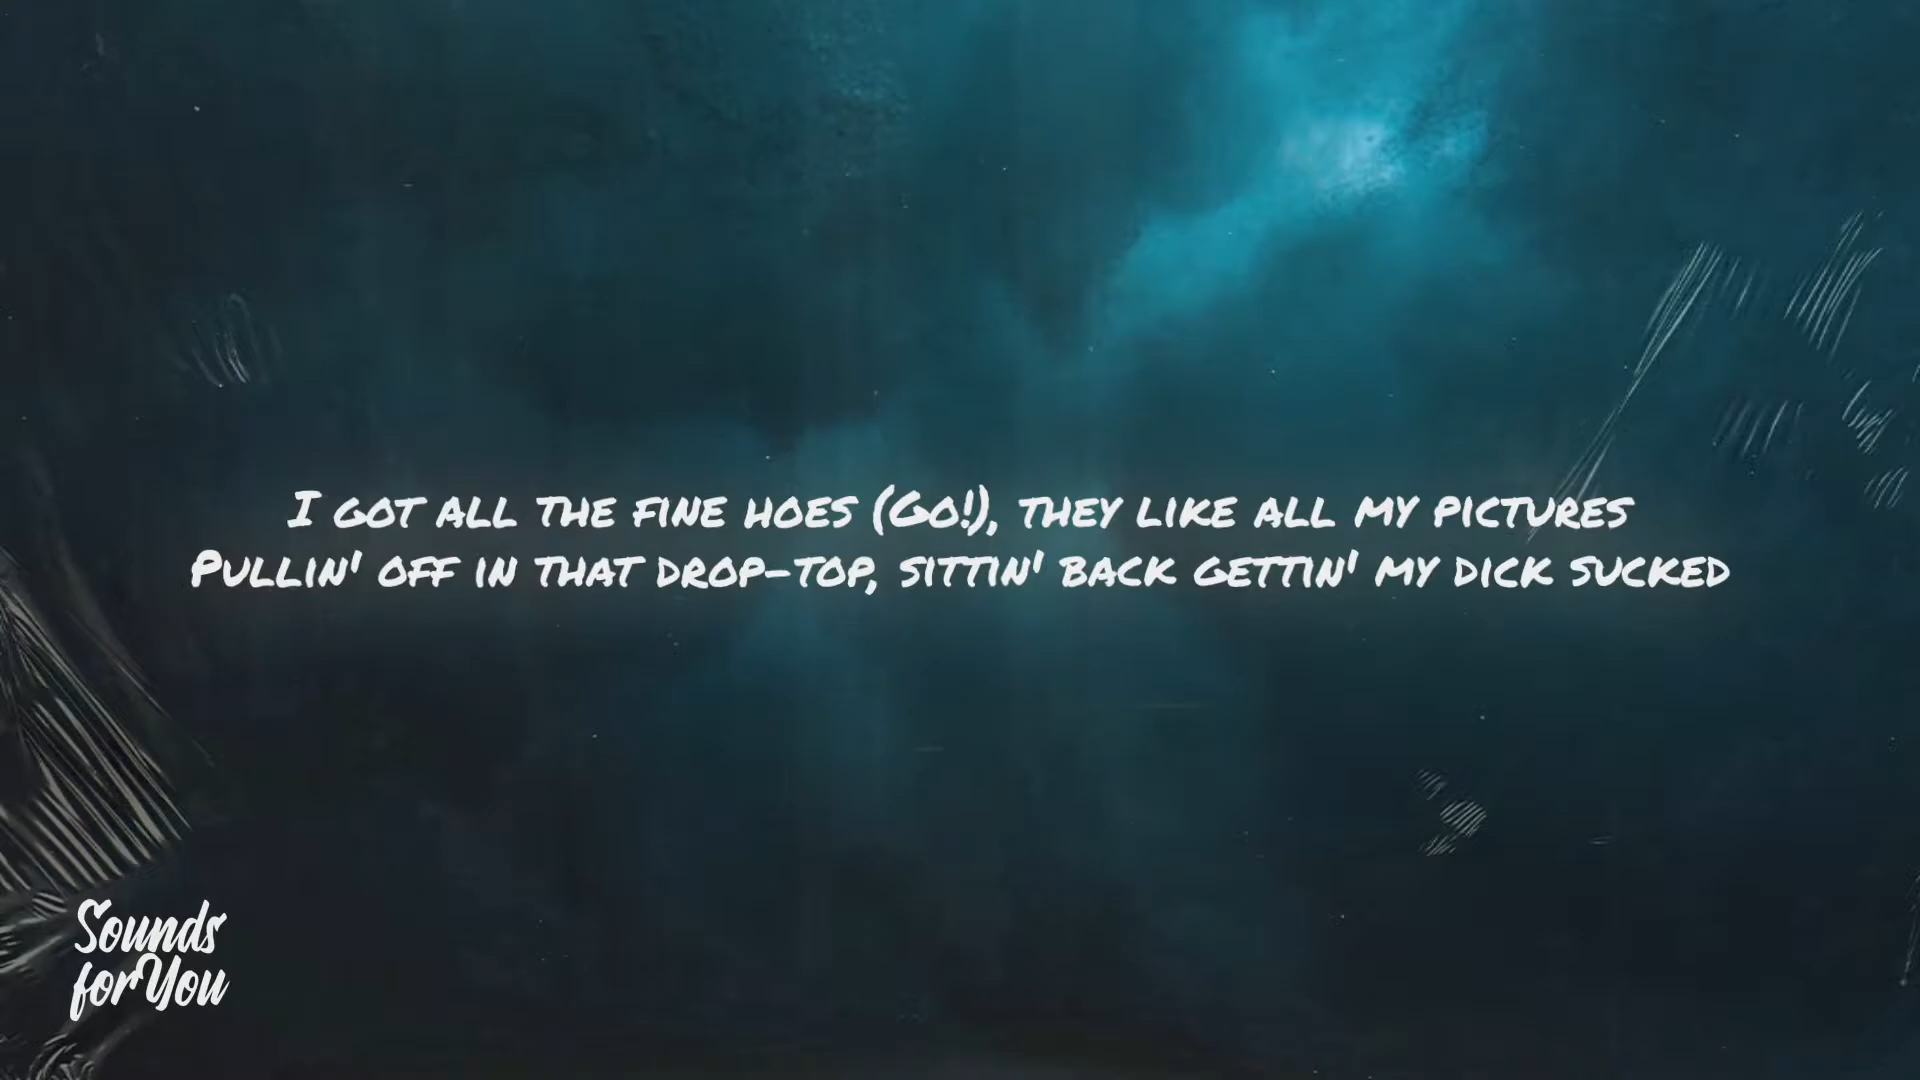 I got all the fine hoes (Go!), they like all my pictures
Pullin' off in that drop-top, sittin' back gettin' my dick sucked
Sounds
for You